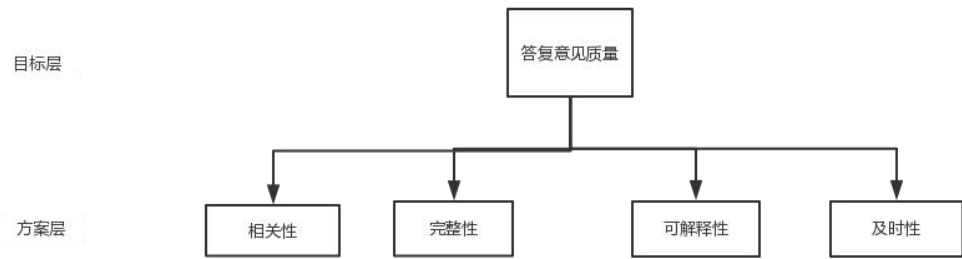 答复意见质量
目标层
方案层
相关性
完整性
可解释性
及时性